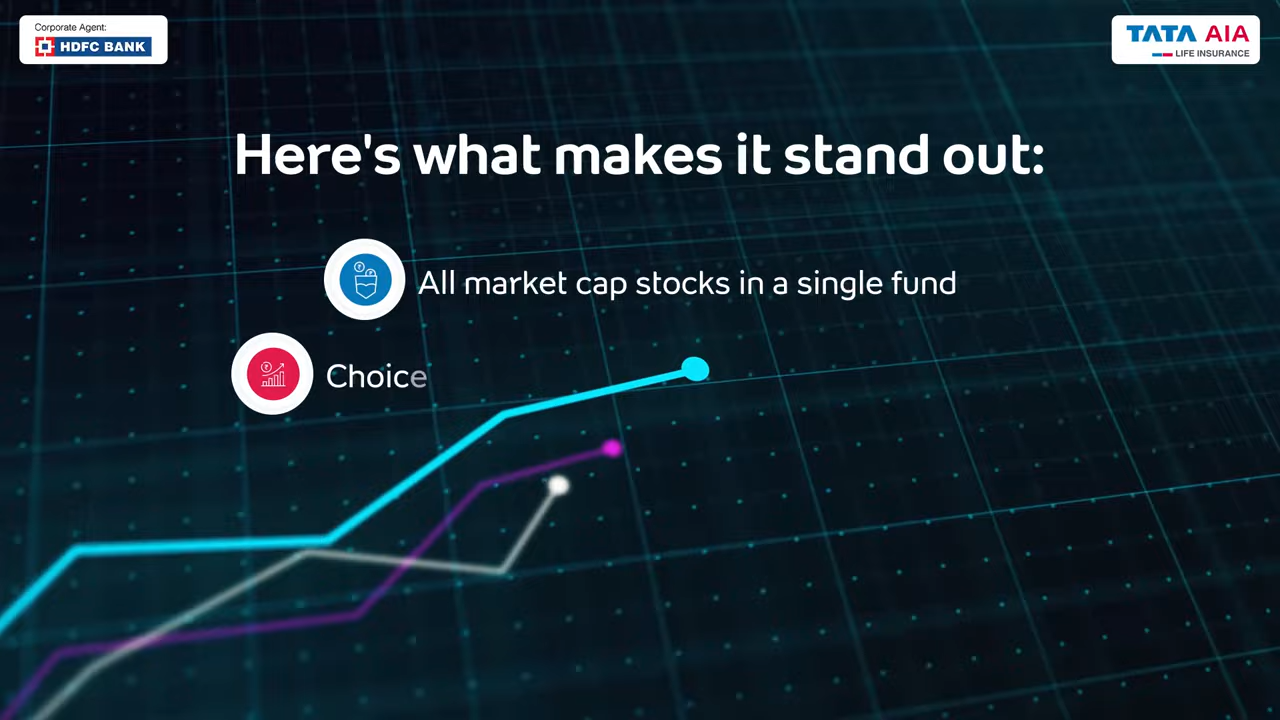 Corporate Agent:
HDFC BANK
TATA AIA
LIFE INSURANCE
Here's what makes it stand out:
All market cap stocks in a single fund
Choice